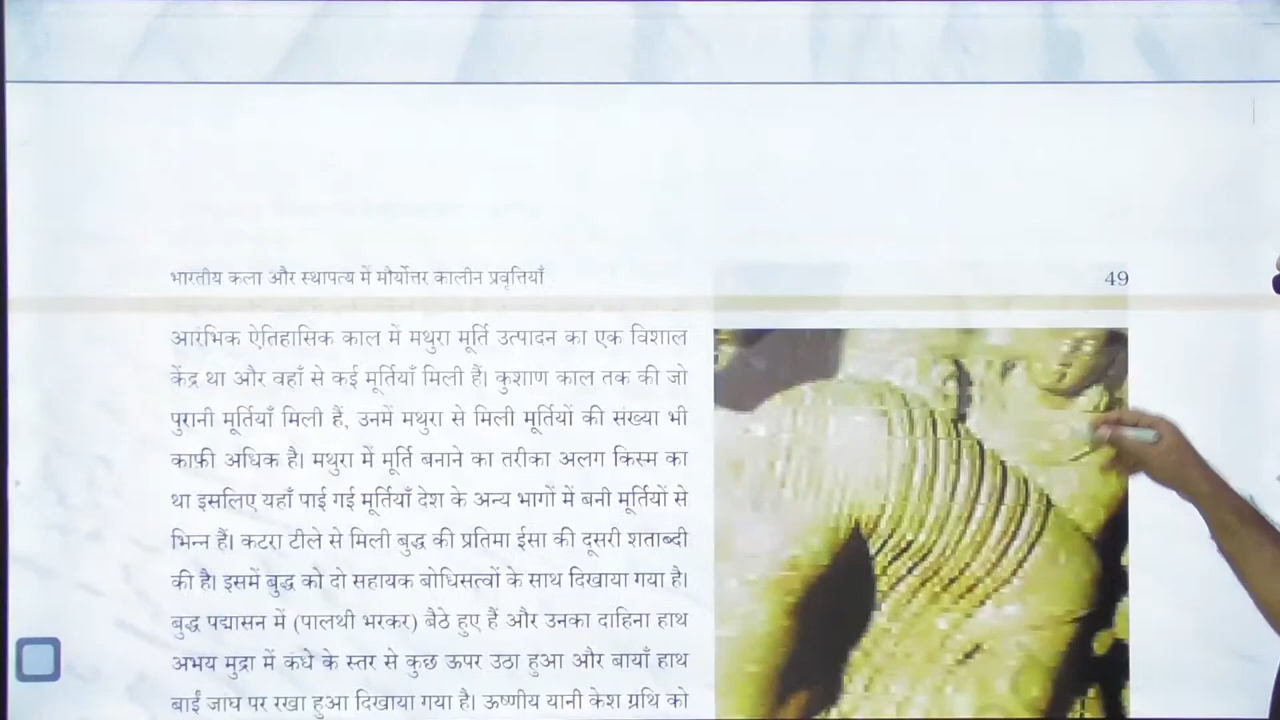 भारतीय कला और स्थापत्य में मौर्योत्तर कालीन प्रवृत्तियाँ
49
आरंभिक ऐतिहासिक काल में मथुरा मूर्ति उत्पादन का एक विशाल
केंद्र था और वहाँ से कई मूर्तियाँ मिली हैं। कुशाण काल तक की जो
पुरानी मूर्तियाँ मिली हैं, उनमें मथुरा से मिली मूर्तियों की संख्या भी
काफ़ी अधिक है। मथुरा में मूर्ति बनाने का तरीका अलग किस्म का
था इसलिए यहाँ पाई गई मूर्तियाँ देश के अन्य भागों में बनी मूर्तियों से
भिन्न हैं। कटरा टीले से मिली बुद्ध की प्रतिमा ईसा की दूसरी शताब्दी
की है। इसमें बुद्ध को दो सहायक बोधिसत्वों के साथ दिखाया गया है।
बुद्ध पद्मासन में (पालथी भरकर) बैठे हुए हैं और उनका दाहिना हाथ
अभय मुद्रा में कंधे के स्तर से कुछ ऊपर उठा हुआ और बायाँ हाथ
बाईं जांघ पर रखा हुआ दिखाया गया है। ऊष्णीय यानी केश ग्रंथि को